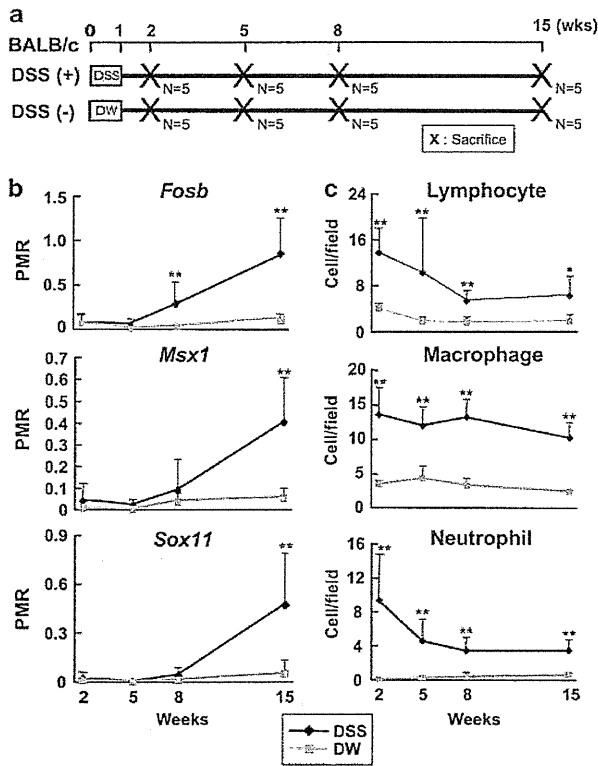 a
0 1 2 5 8 15 (wks)
BALB/c
DSS (+) DSS N=5 N=5 N=5 N=5
DSS (-) DW N=5 N=5 N=5 N=5
X : Sacrifice
b c
Fosb
PMR
1.5
1.0
0.5
0
** **
Lymphocyte
Cell/field
24
16
8
0
** ** ** *
Msx1
PMR
0.7
0.6
0.5
0.4
0.3
0.2
0.1
0
**
Macrophage
Cell/field
20
15
10
5
0
** ** ** **
Sox11
PMR
0.9
0.6
0.3
0
**
2 5 8 15
Weeks
Neutrophil
Cell/field
16
12
8
4
0
** ** ** **
2 5 8 15
Weeks
DSS
DW